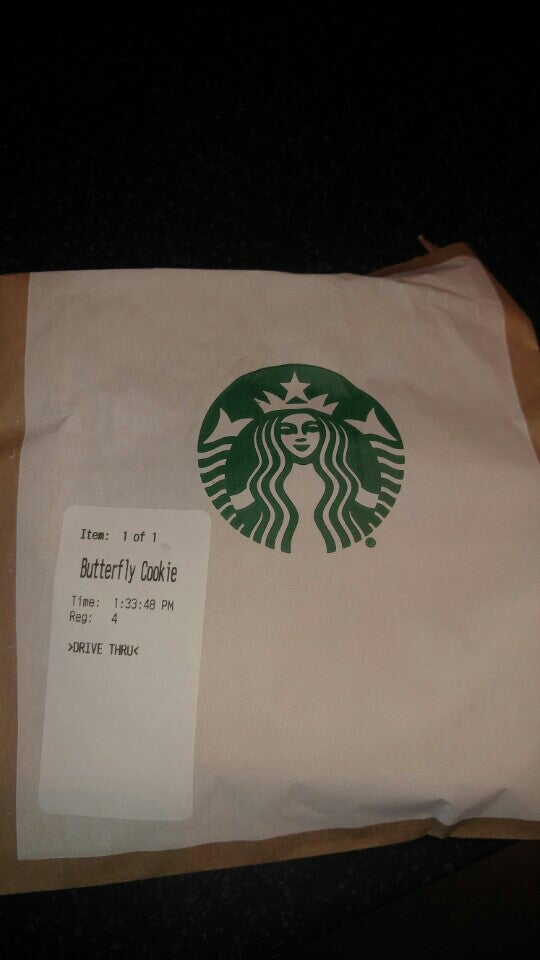 Item: 1 of 1
Butterfly Cookie
Time: 1:33:48 PM
Reg: 4
>DRIVE THRU<
®